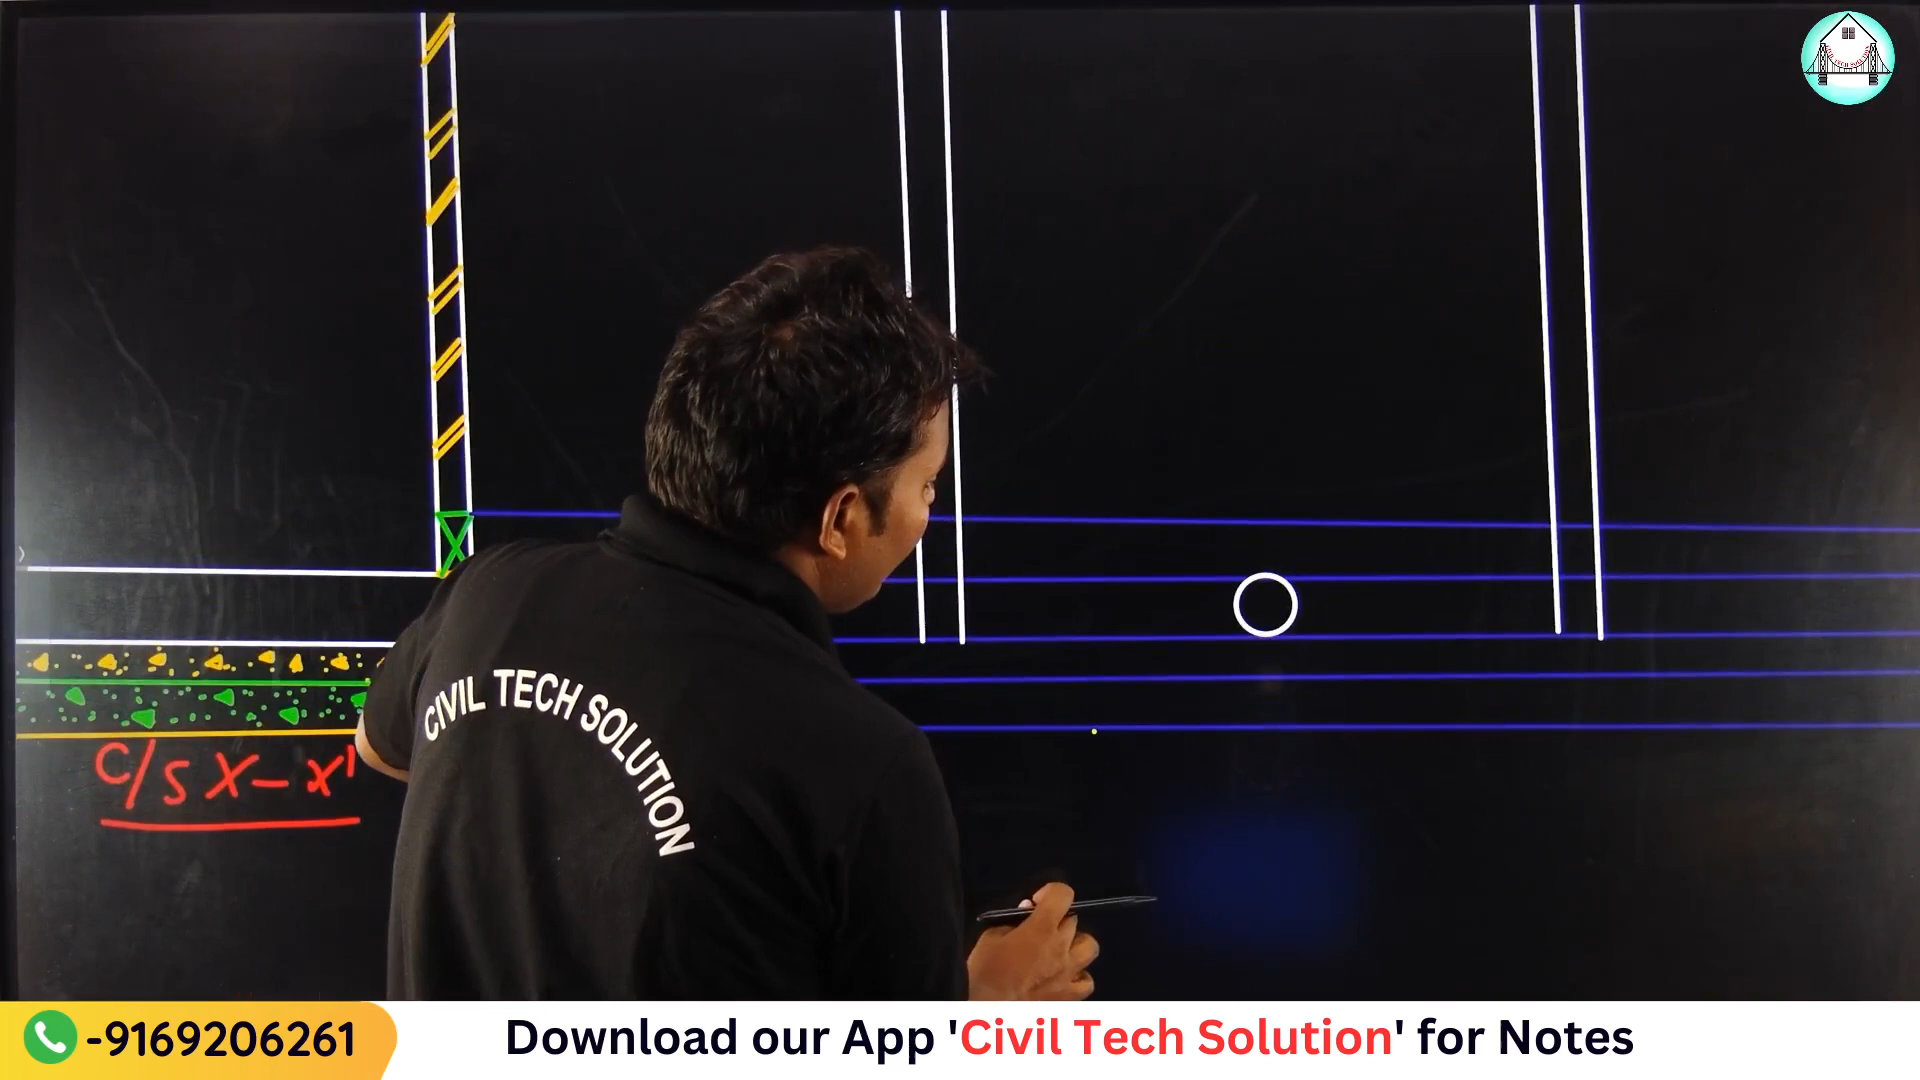 CIVIL TECH SOLUTION
C/S X-X'
-9169206261
Download our App 'Civil Tech Solution' for Notes